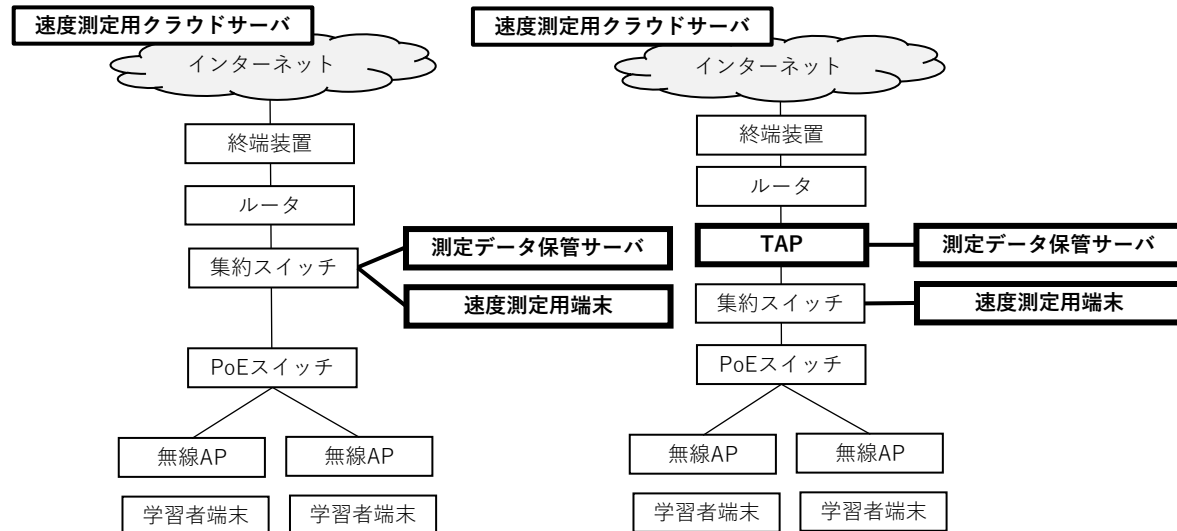 速度測定用クラウドサーバ
インターネット
終端装置
ルータ
集約スイッチ
測定データ保管サーバ
速度測定用端末
PoEスイッチ
無線AP
無線AP
学習者端末
学習者端末
速度測定用クラウドサーバ
インターネット
終端装置
ルータ
TAP
測定データ保管サーバ
集約スイッチ
速度測定用端末
PoEスイッチ
無線AP
無線AP
学習者端末
学習者端末